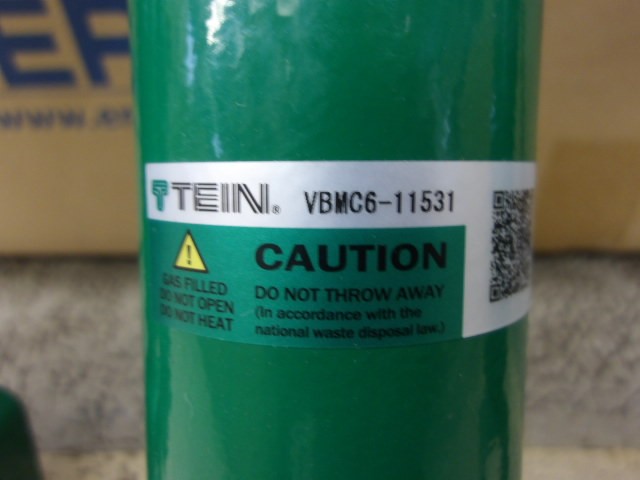 www.e
TEIN® VBMC6-11531
CAUTION
GAS FILLED
DO NOT OPEN
DO NOT HEAT
DO NOT THROW AWAY
(In accordance with the
national waste disposal law.)